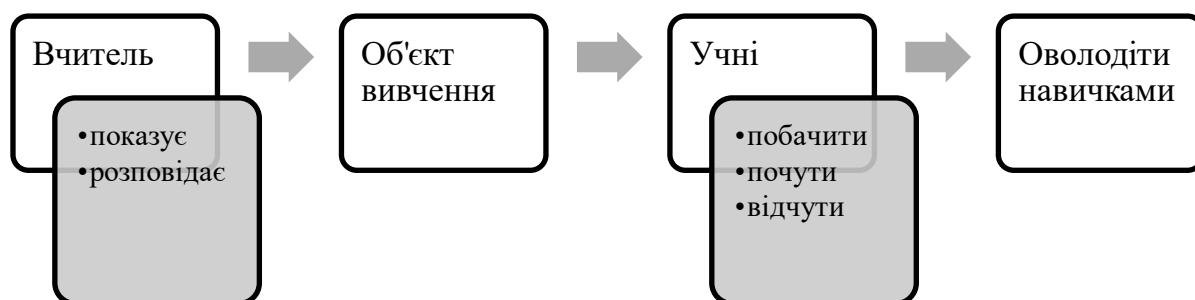 Вчитель
•показує
•розповідає
Об'єкт
вивчення
Учні
•побачити
•почути
•відчути
Оволодіти
навичками